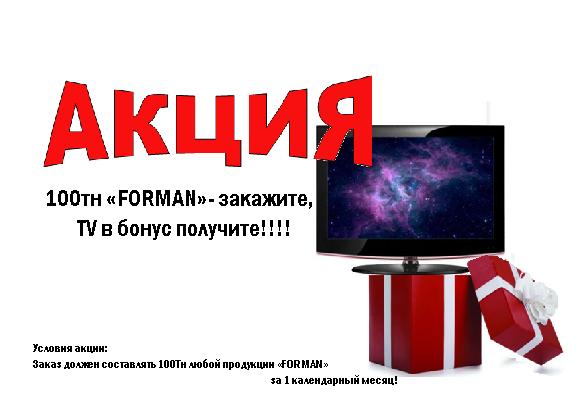 Акция
100тн «FORMAN»- закажите,
TV в бонус получите!!!!
Условия акции:
Заказ должен составлять 100Тн любой продукции «FORMAN»
за 1 календарный месяц!